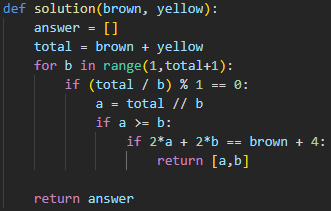 def solution(brown, yellow):
    answer = []
    total = brown + yellow
    for b in range(1,total+1):
        if (total / b) % 1 == 0:
            a = total // b
            if a >= b:
                if 2*a + 2*b == brown + 4:
                    return [a,b]

    return answer